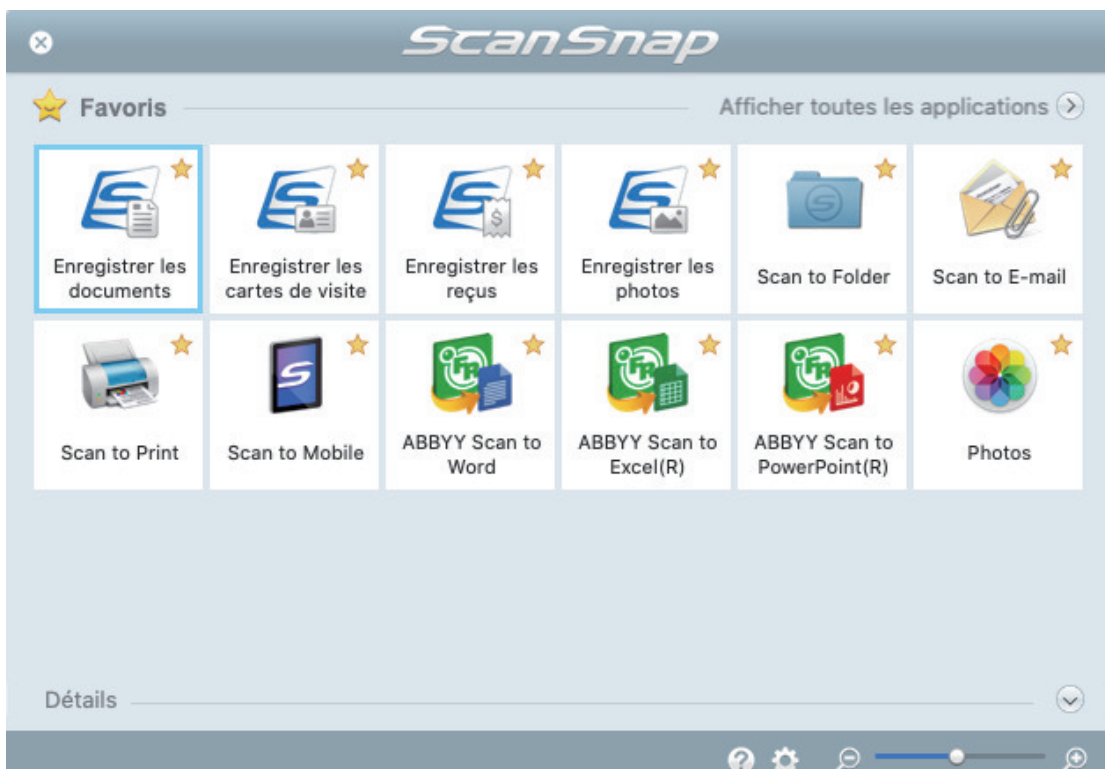 ScanSnap
Favoris
Afficher toutes les applications
Enregistrer les
documents
Enregistrer les
cartes de visite
Enregistrer les
reçus
Enregistrer les
photos
Scan to Folder
Scan to E-mail
Scan to Print
Scan to Mobile
ABBYY Scan to
Word
ABBYY Scan to
Excel(R)
ABBYY Scan to
PowerPoint(R)
Photos
Détails